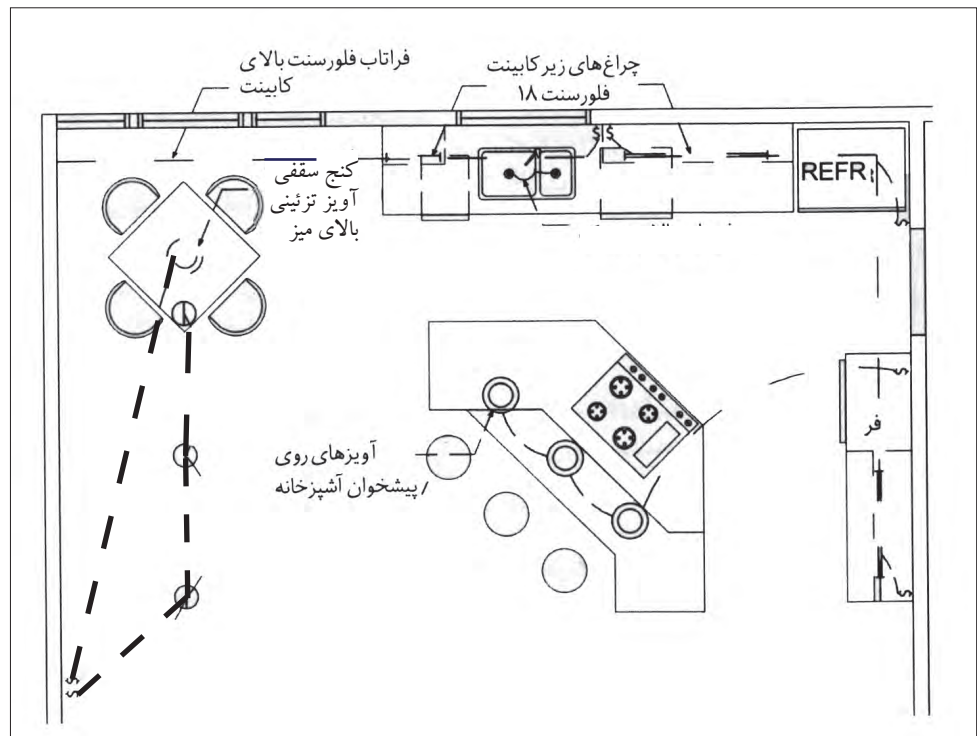 فراتاب فلورسنت بالای
کابینت
چراغ‌های زیر کابینت
فلورسنت ۱۸
کنج سقفی
آویز تزئینی
بالای میز
REFR.
فر
آویزهای روی
پیشخوان آشپزخانه